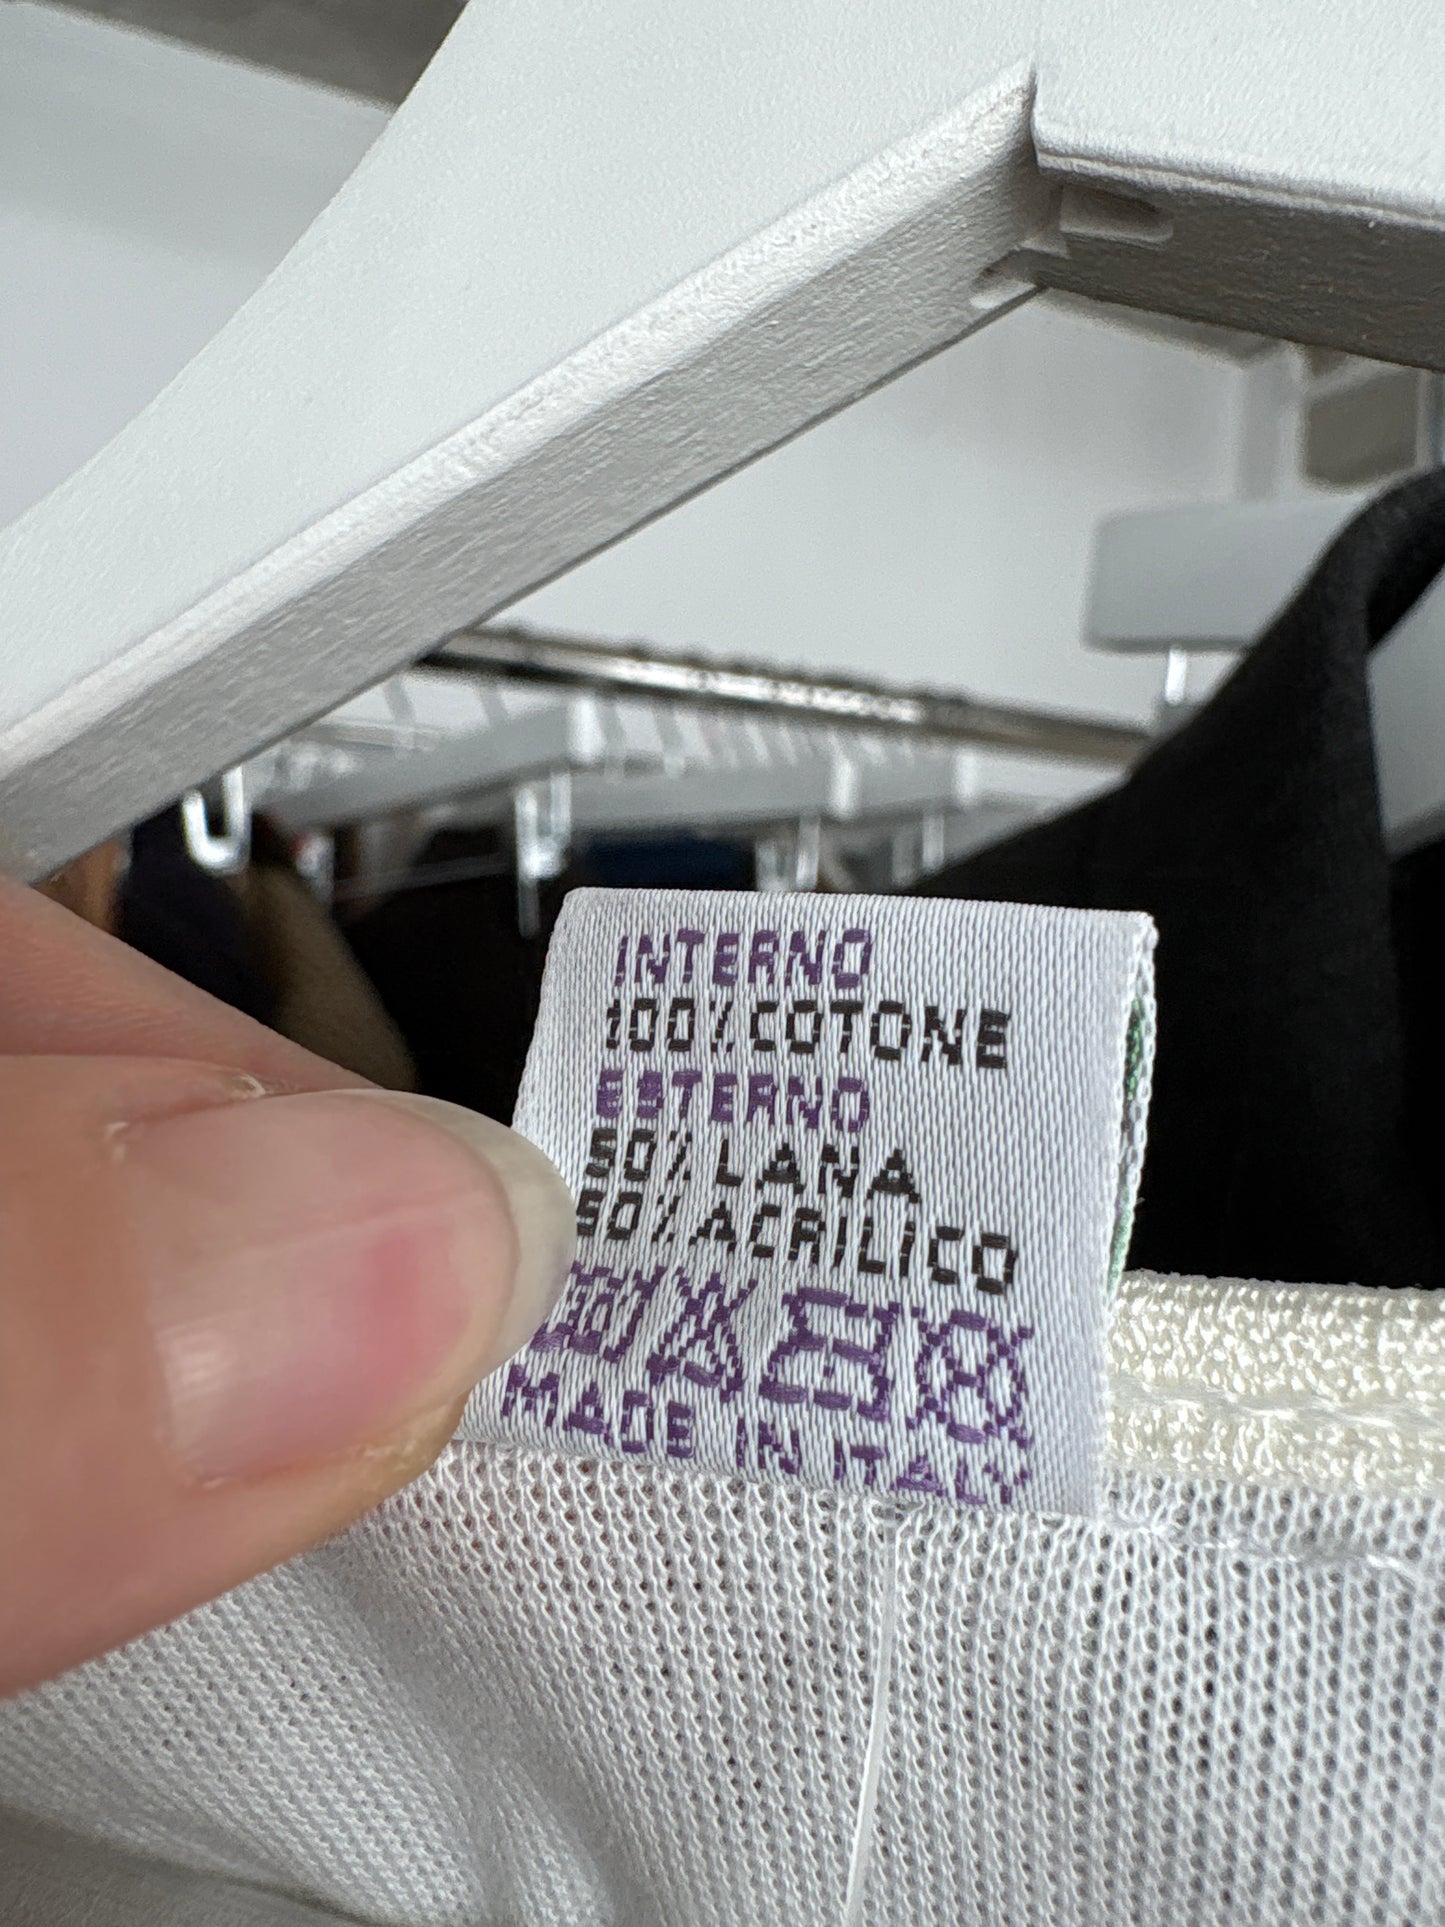 INTERNO
100% COTONE
ESTERNO
50% LANA
50% ACRILICO
MADE IN ITALY